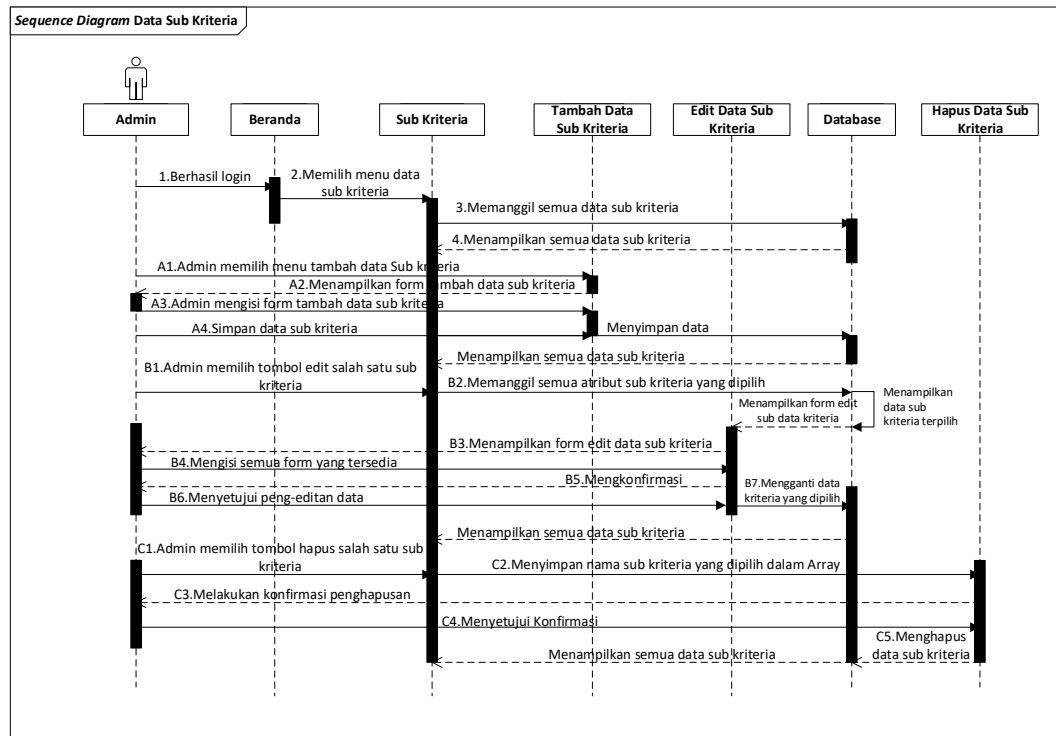 Sequence Diagram Data Sub Kriteria
Admin
Beranda
Sub Kriteria
Tambah Data
Sub Kriteria
Edit Data Sub
Kriteria
Database
Hapus Data Sub
Kriteria
1.Berhasil login
2.Memilih menu data
sub kriteria
3.Memanggil semua data sub kriteria
4.Menampilkan semua data sub kriteria
A1.Admin memilih menu tambah data Sub kriteria
A2.Menampilkan form tambah data sub kriteria
A3.Admin mengisi form tambah data sub kriteria
A4.Simpan data sub kriteria
Menyimpan data
Menampilkan semua data sub kriteria
B1.Admin memilih tombol edit salah satu sub
kriteria
B2.Memanggil semua atribut sub kriteria yang dipilih
Menampilkan
data sub
kriteria terpilih
Menampilkan form edit
sub data kriteria
B3.Menampilkan form edit data sub kriteria
B4.Mengisi semua form yang tersedia
B5.Mengkonfirmasi
B6.Menyetujui peng-editan data
B7.Mengganti data
kriteria yang dipilih
Menampilkan semua data sub kriteria
C1.Admin memilih tombol hapus salah satu sub
kriteria
C2.Menyimpan nama sub kriteria yang dipilih dalam Array
C3.Melakukan konfirmasi penghapusan
C4.Menyetujui Konfirmasi
C5.Menghapus
data sub kriteria
Menampilkan semua data sub kriteria